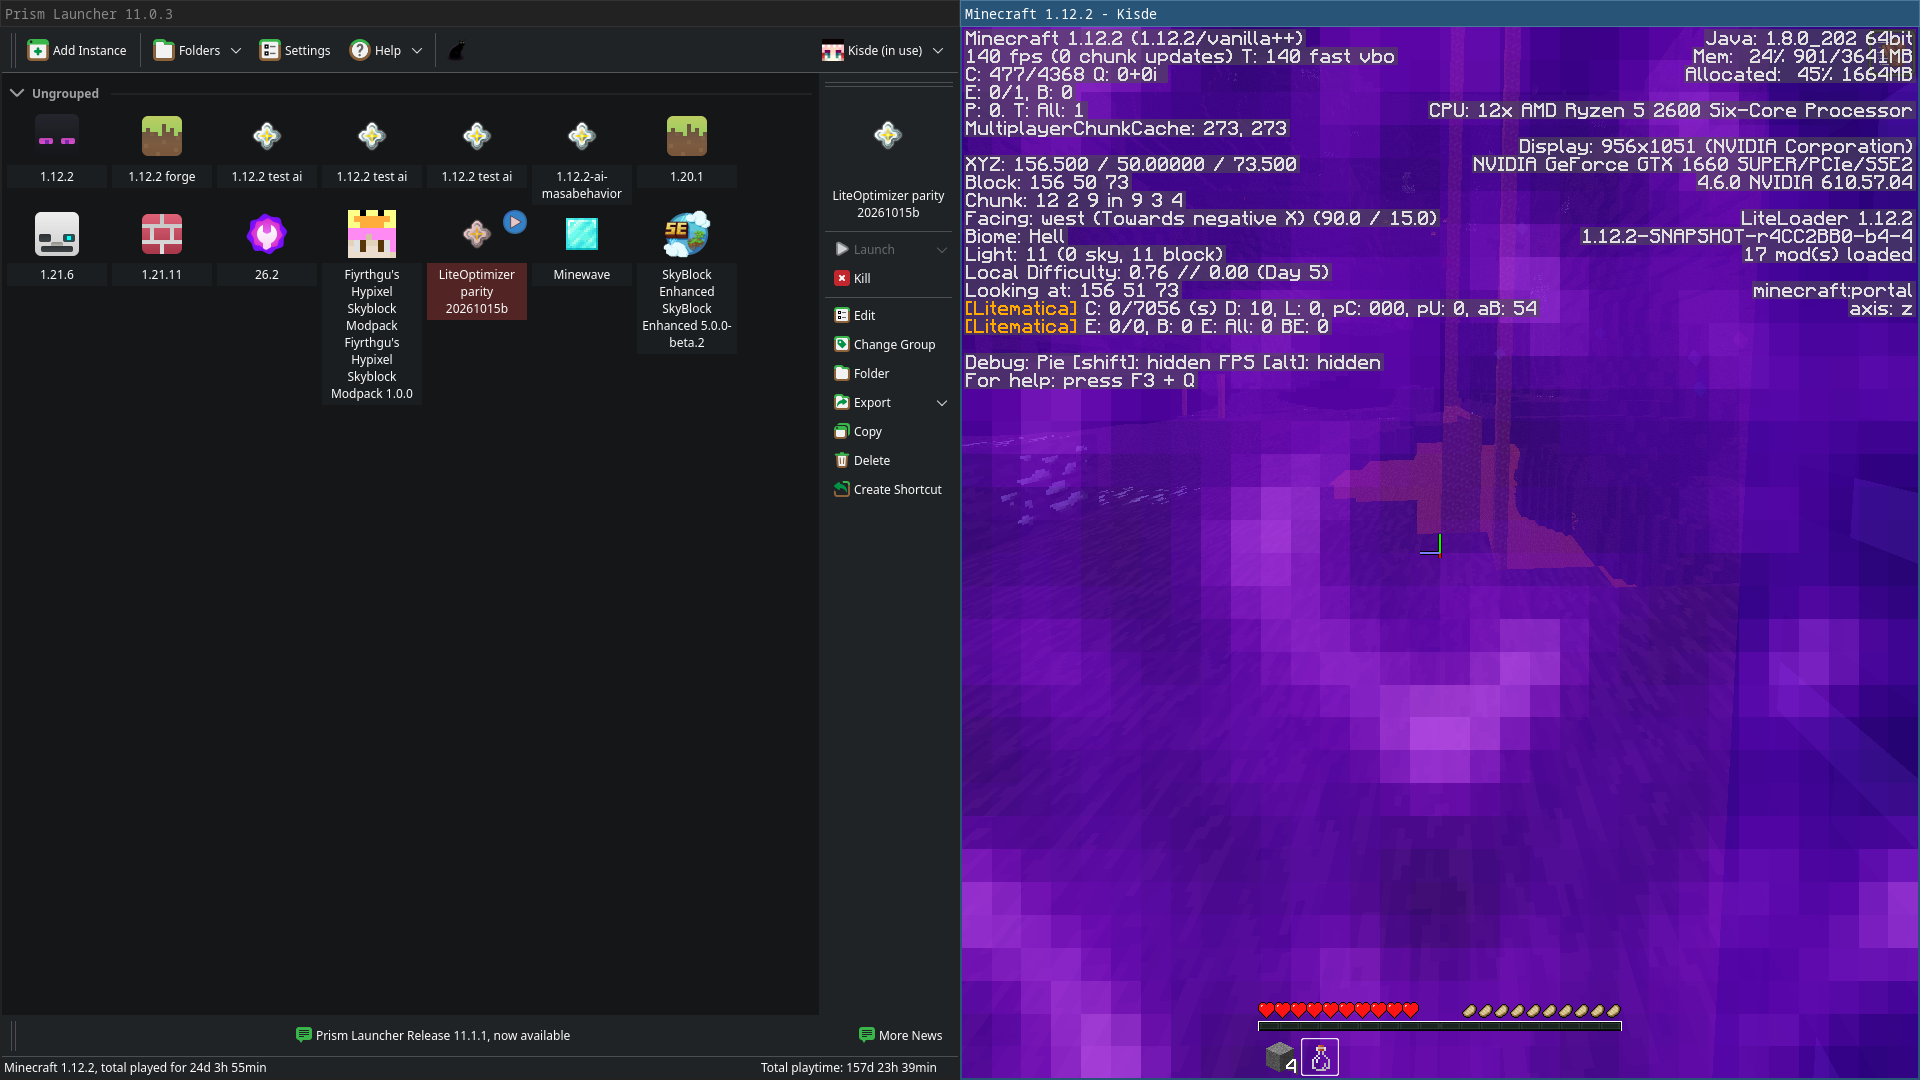 Prism Launcher 11.0.3
Add Instance
Folders
Settings
Help
Kisde (in use)
Ungrouped
1.12.2
1.12.2 forge
1.12.2 test ai
1.12.2 test ai
1.12.2 test ai
1.12.2-ai-
masabehavior
1.20.1
1.21.6
1.21.11
26.2
Fiyrthgu's
Hypixel
Skyblock
Modpack
Fiyrthgu's
Hypixel
Skyblock
Modpack 1.0.0
LiteOptimizer
parity
20261015b
Minewave
SE
SkyBlock
Enhanced
SkyBlock
Enhanced 5.0.0-
beta.2
LiteOptimizer parity
20261015b
Launch
Kill
Edit
Change Group
Folder
Export
Copy
Delete
Create Shortcut
Prism Launcher Release 11.1.1, now available
More News
Minecraft 1.12.2, total played for 24d 3h 55min
Total playtime: 157d 23h 39min
Minecraft 1.12.2 - Kisde
Minecraft 1.12.2 (1.12.2/vanilla++)
140 fps (0 chunk updates) T: 140 fast vbo
C: 477/4368 Q: 0+0i
E: 0/1, B: 0
P: 0. T: All: 1
MultiplayerChunkCache: 273, 273
XYZ: 156.500 / 50.00000 / 73.500
Block: 156 50 73
Chunk: 12 2 9 in 9 3 4
Facing: west (Towards negative X) (90.0 / 15.0)
Biome: Hell
Light: 11 (0 sky, 11 block)
Local Difficulty: 0.76 // 0.00 (Day 5)
Looking at: 156 51 73
[Litematica] C: 0/7056 (s) D: 10, L: 0, pC: 000, pU: 0, aB: 54
[Litematica] E: 0/0, B: 0 E: All: 0 BE: 0
Debug: Pie [shift]: hidden FPS [alt]: hidden
For help: press F3 + Q
Java: 1.8.0_202 64bit
Mem: 24% 901/3641MB
Allocated: 45% 1664MB
CPU: 12x AMD Ryzen 5 2600 Six-Core Processor
Display: 956x1051 (NVIDIA Corporation)
NVIDIA GeForce GTX 1660 SUPER/PCIe/SSE2
4.6.0 NVIDIA 610.57.04
LiteLoader 1.12.2
1.12.2-SNAPSHOT-r4CC2BB0-b4-4
17 mod(s) loaded
minecraft:portal
axis: z
4